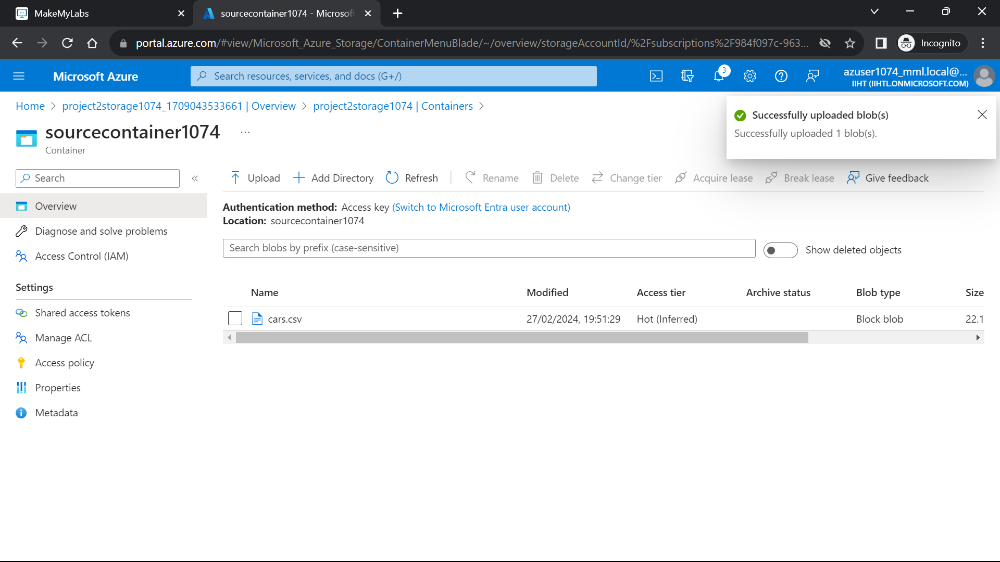 MakeMyLabs
sourcecontainer1074 - Microsoft
portal.azure.com/#view/Microsoft_Azure_Storage/ContainerMenuBlade/~/overview/storageAccountId/%2Fsubscriptions%2F984f097c-963...
Incognito
Microsoft Azure
Search resources, services, and docs (G+/)
3
azuser1074_mml.local@...
IIHT (IIHTL.ONMICROSOFT.COM)
Home > project2storage1074_1709043533661 | Overview > project2storage1074 | Containers >
Successfully uploaded blob(s)
Successfully uploaded 1 blob(s).
sourcecontainer1074 ...
Container
Search
«
Upload
Add Directory
Refresh
Rename
Delete
Change tier
Acquire lease
Break lease
Give feedback
Overview
Diagnose and solve problems
Access Control (IAM)
Settings
Shared access tokens
Manage ACL
Access policy
Properties
Metadata
Authentication method: Access key (Switch to Microsoft Entra user account)
Location: sourcecontainer1074
Search blobs by prefix (case-sensitive)
Show deleted objects
Name Modified Access tier Archive status Blob type Size
cars.csv 27/02/2024, 19:51:29 Hot (Inferred) Block blob 22.1